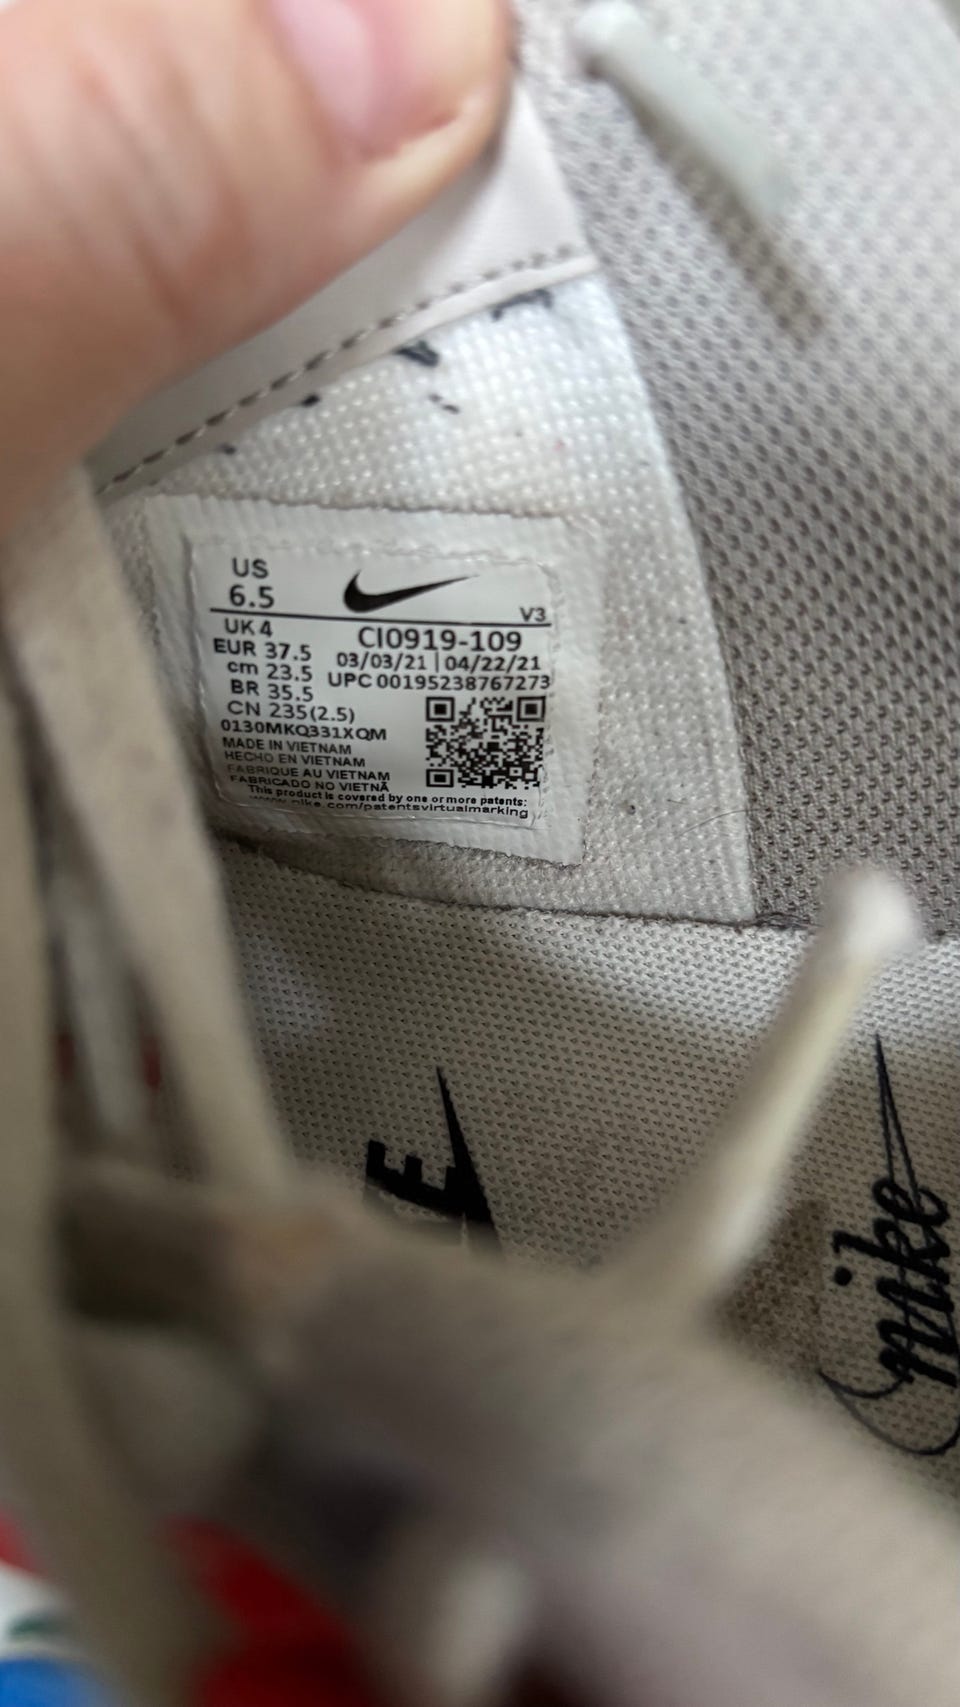 US
6.5
V3
UK 4
EUR 37.5
cm 23.5
BR 35.5
CN 235(2.5)
CI0919-109
03/03/21 | 04/22/21
UPC 00195238767273
0130MKQ331XQM
MADE IN VIETNAM
HECHO EN VIETNAM
FABRIQUE AU VIETNAM
FABRICADO NO VIETNÃ
This product is covered by one or more patents:
www.nike.com/patentsvirtualmarking
E
nike